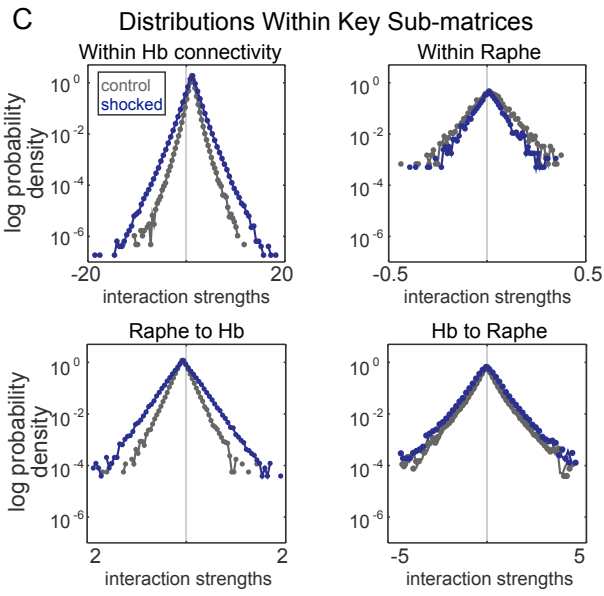 C
Distributions Within Key Sub-matrices
Within Hb connectivity
control
shocked
log probability
density
10^0
10^-2
10^-4
10^-6
-20
20
interaction strengths
Within Raphe
10^0
10^-2
10^-4
10^-6
-0.5
0.5
interaction strengths
Raphe to Hb
log probability
density
10^0
10^-2
10^-4
10^-6
2
2
interaction strengths
Hb to Raphe
10^0
10^-2
10^-4
10^-6
-5
5
interaction strengths